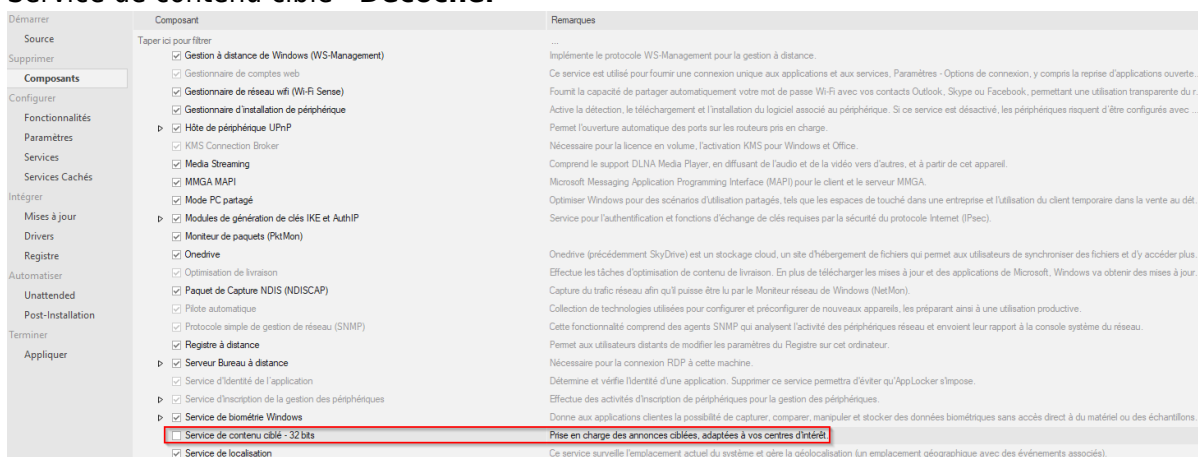 Service de contenu ciblé - Décocher
Démarrer Composant Remarques
Source Taper ici pour filtrer ...
Gestion à distance de Windows (WS-Management) Implémente le protocole WS-Management pour la gestion à distance.
Supprimer
Gestionnaire de comptes web Ce service est utilisé pour fournir une connexion unique aux applications et aux services, Paramètres - Options de connexion, y compris la reprise d'applications ouverte...
Composants
Gestionnaire de réseau wifi (Wi-Fi Sense) Fournit la capacité de partager automatiquement votre mot de passe Wi-Fi avec vos contacts Outlook, Skype ou Facebook, permettant une utilisation transparente du r...
Configurer
Gestionnaire d'installation de périphérique Active la détection, le téléchargement et l'installation du logiciel associé au périphérique. Si ce service est désactivé, les périphériques risquent d'être configurés avec ...
Fonctionnalités
Hôte de périphérique UPnP Permet l'ouverture automatique des ports sur les routeurs pris en charge.
Paramètres
KMS Connection Broker Nécessaire pour la licence en volume, l'activation KMS pour Windows et Office.
Services
Media Streaming Comprend le support DLNA Media Player, en diffusant de l'audio et de la vidéo vers d'autres, et à partir de cet appareil.
Services Cachés
MMGA MAPI Microsoft Messaging Application Programming Interface (MAPI) pour le client et le serveur MMGA.
Intégrer
Mode PC partagé Optimiser Windows pour des scénarios d'utilisation partagés, tels que les espaces de touché dans une entreprise et l'utilisation du client temporaire dans la vente au dét...
Mises à jour
Modules de génération de clés IKE et AuthIP Service pour l'authentification et fonctions d'échange de clés requises par la sécurité du protocole Internet (IPsec).
Drivers
Moniteur de paquets (PktMon)
Registre
Onedrive Onedrive (précédemment SkyDrive) est un stockage cloud, un site d'hébergement de fichiers qui permet aux utilisateurs de synchroniser des fichiers et d'y accéder plus...
Automatiser
Optimisation de livraison Effectue les tâches d'optimisation de contenu de livraison. En plus de télécharger les mises à jour et des applications de Microsoft, Windows va obtenir des mises à jour...
Unattended
Paquet de Capture NDIS (NDISCAP) Capture du trafic réseau afin qu'il puisse être lu par le Moniteur réseau de Windows (NetMon).
Post-Installation
Pilote automatique Collection de technologies utilisées pour configurer et préconfigurer de nouveaux appareils, les préparant ainsi à une utilisation productive.
Terminer
Protocole simple de gestion de réseau (SNMP) Cette fonctionnalité comprend des agents SNMP qui analysent l'activité des périphériques réseau et envoient leur rapport à la console système du réseau.
Appliquer
Registre à distance Permet aux utilisateurs distants de modifier les paramètres du Registre sur cet ordinateur.
Serveur Bureau à distance Nécessaire pour la connexion RDP à cette machine.
Service d'Identité de l'application Détermine et vérifie l'identité d'une application. Supprimer ce service permettra d'éviter qu'AppLocker s'impose.
Service d'inscription de la gestion des périphériques Effectue des activités d'inscription de périphériques pour la gestion des périphériques.
Service de biométrie Windows Donne aux applications clientes la possibilité de capturer, comparer, manipuler et stocker des données biométriques sans accès direct à du matériel ou des échantillons.
Service de contenu ciblé - 32 bits Prise en charge des annonces ciblées, adaptées à vos centres d'intérêt.
Service de localisation Ce service surveille l'emplacement actuel du système et gère la géolocalisation (un emplacement géographique avec des événements associés).